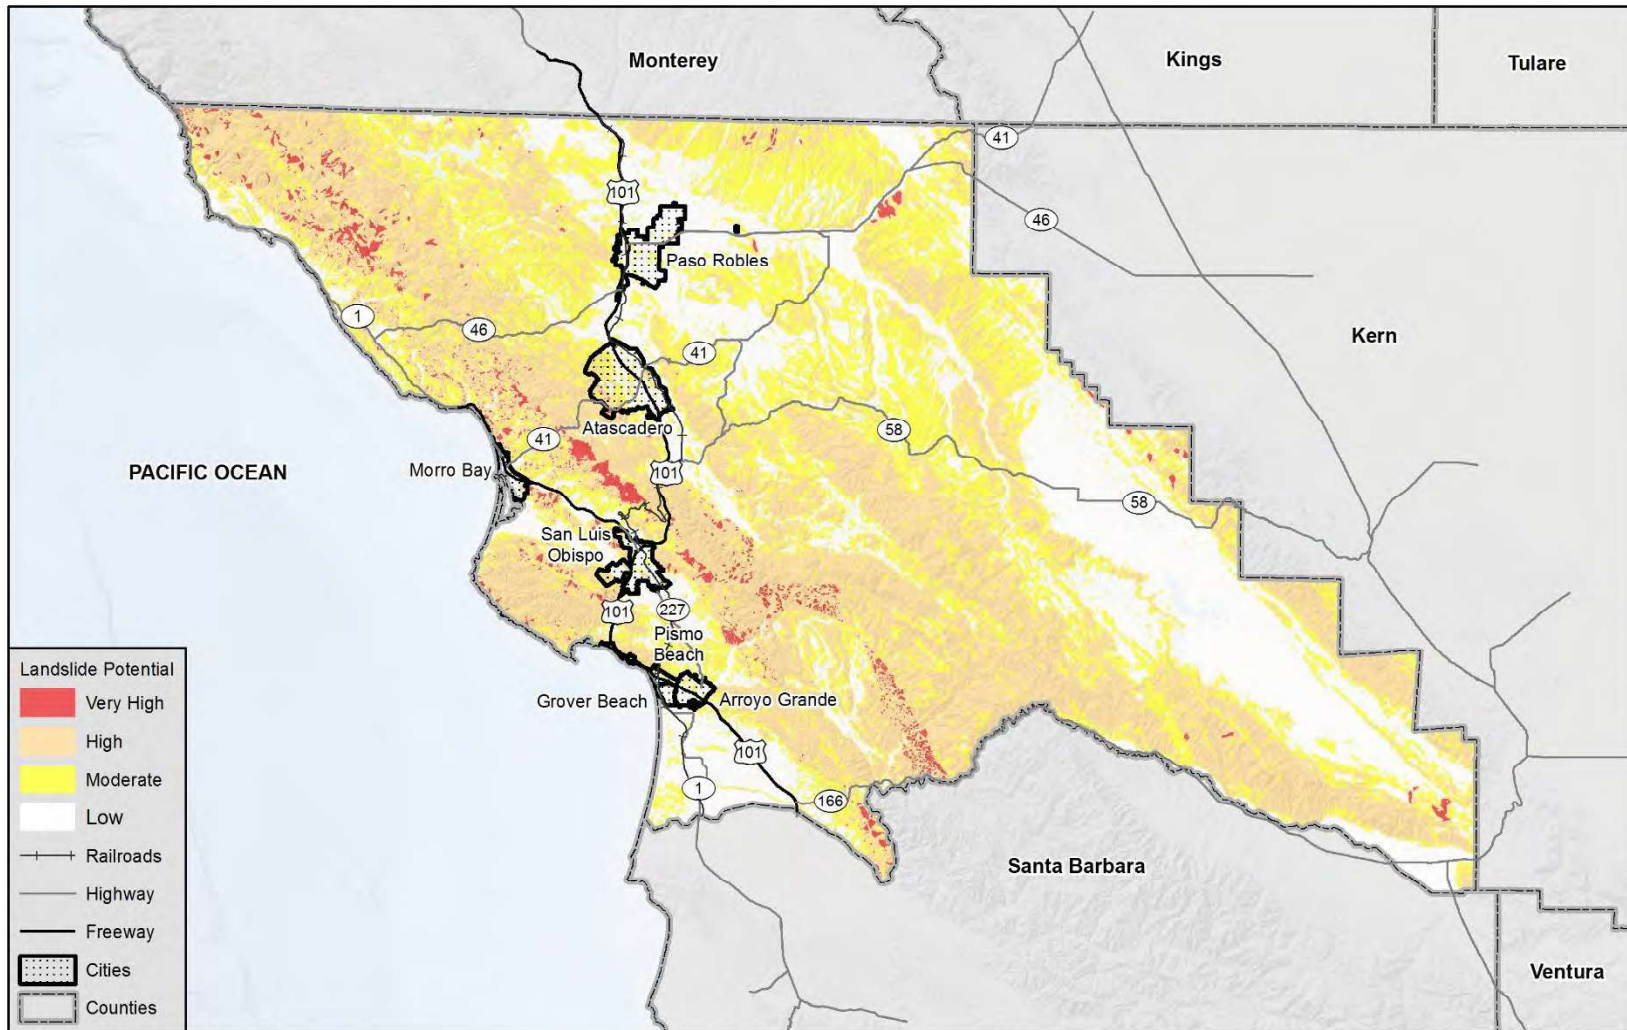 Monterey
Kings
Tulare
41
101
46
Paso Robles
1
46
Kern
41
Atascadero
58
41
Morro Bay
101
PACIFIC OCEAN
58
San Luis
Obispo
101
227
Pismo
Beach
Grover Beach
Arroyo Grande
101
1
166
Santa Barbara
Ventura
Landslide Potential
Very High
High
Moderate
Low
Railroads
Highway
Freeway
Cities
Counties